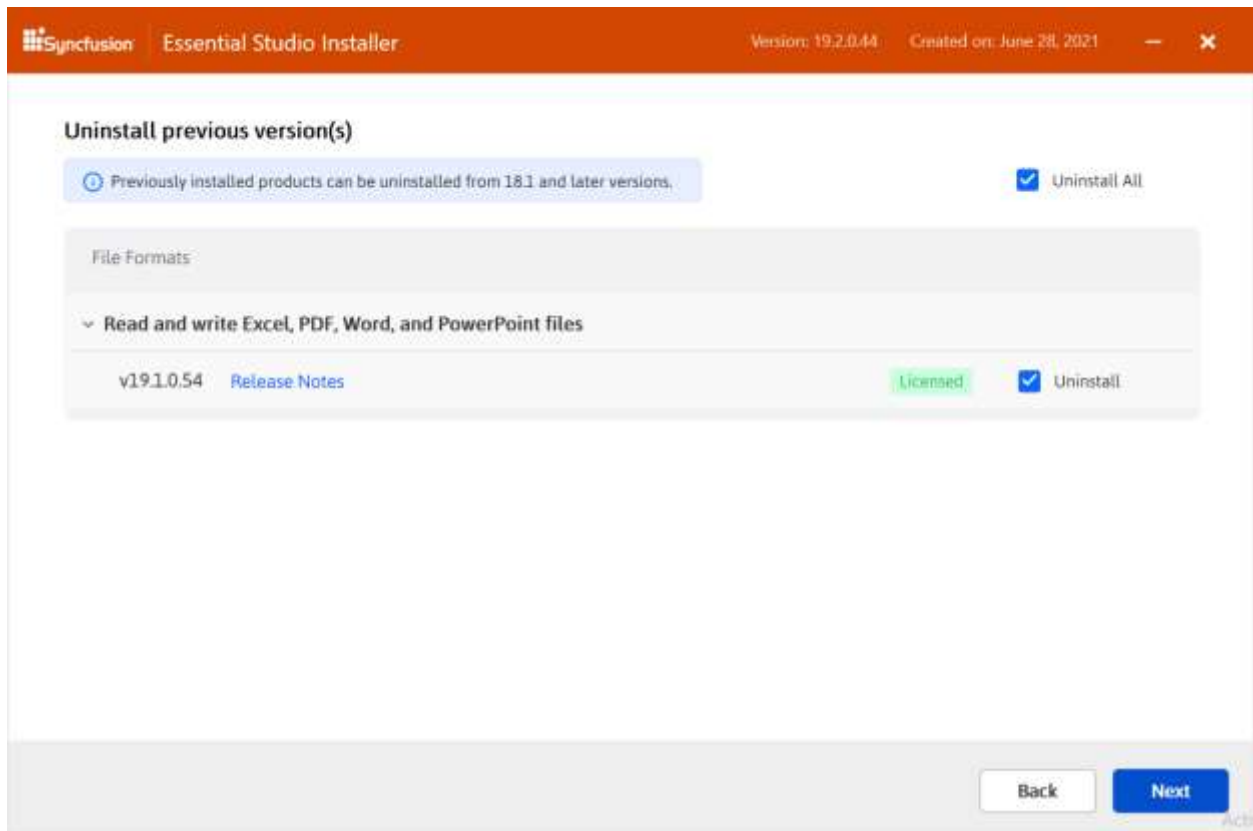 Syncfusion Essential Studio Installer Version: 19.2.0.44 Created on: June 28, 2021
Uninstall previous version(s)
Previously installed products can be uninstalled from 18.1 and later versions. Uninstall All
File Formats
Read and write Excel, PDF, Word, and PowerPoint files
v19.1.0.54 Release Notes Licensed Uninstall
Back Next